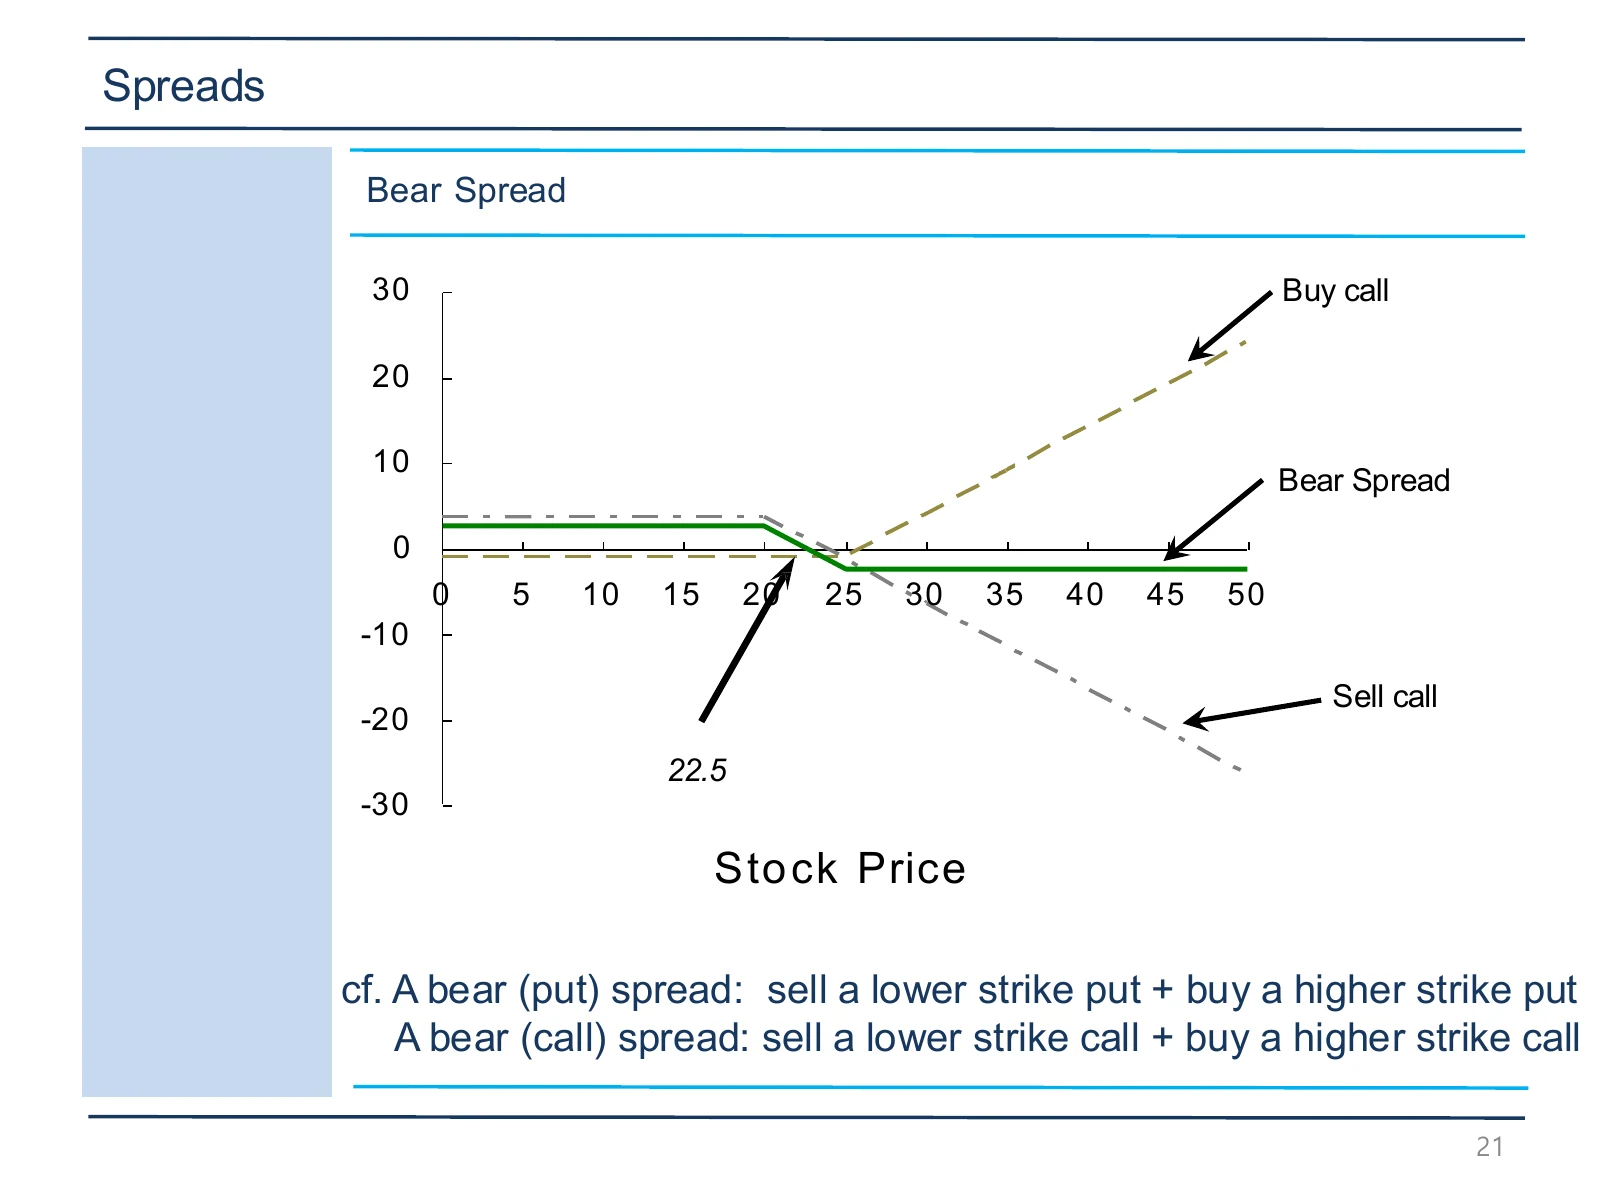 Spreads
Bear Spread
30
20
10
0
-10
-20
-30
0 5 10 15 20 25 30 35 40 45 50
Buy call
Bear Spread
Sell call
22.5
Stock Price
cf. A bear (put) spread: sell a lower strike put + buy a higher strike put
A bear (call) spread: sell a lower strike call + buy a higher strike call
21